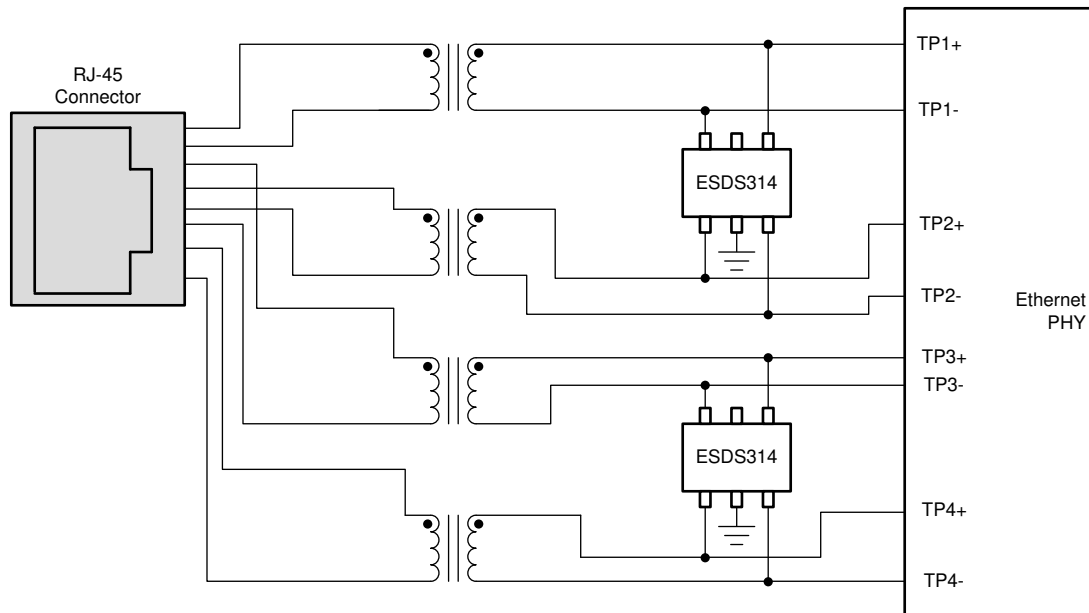 RJ-45
Connector
TP1+
TP1-
ESDS314
TP2+
TP2-
Ethernet
PHY
TP3+
TP3-
ESDS314
TP4+
TP4-